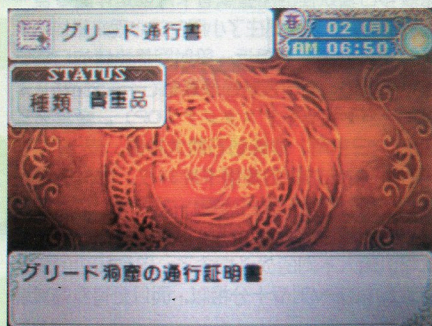 グリード通行書
春 02 (月)
AM 06:50
STATUS
種類 貴重品
グリード洞窟の通行証明書